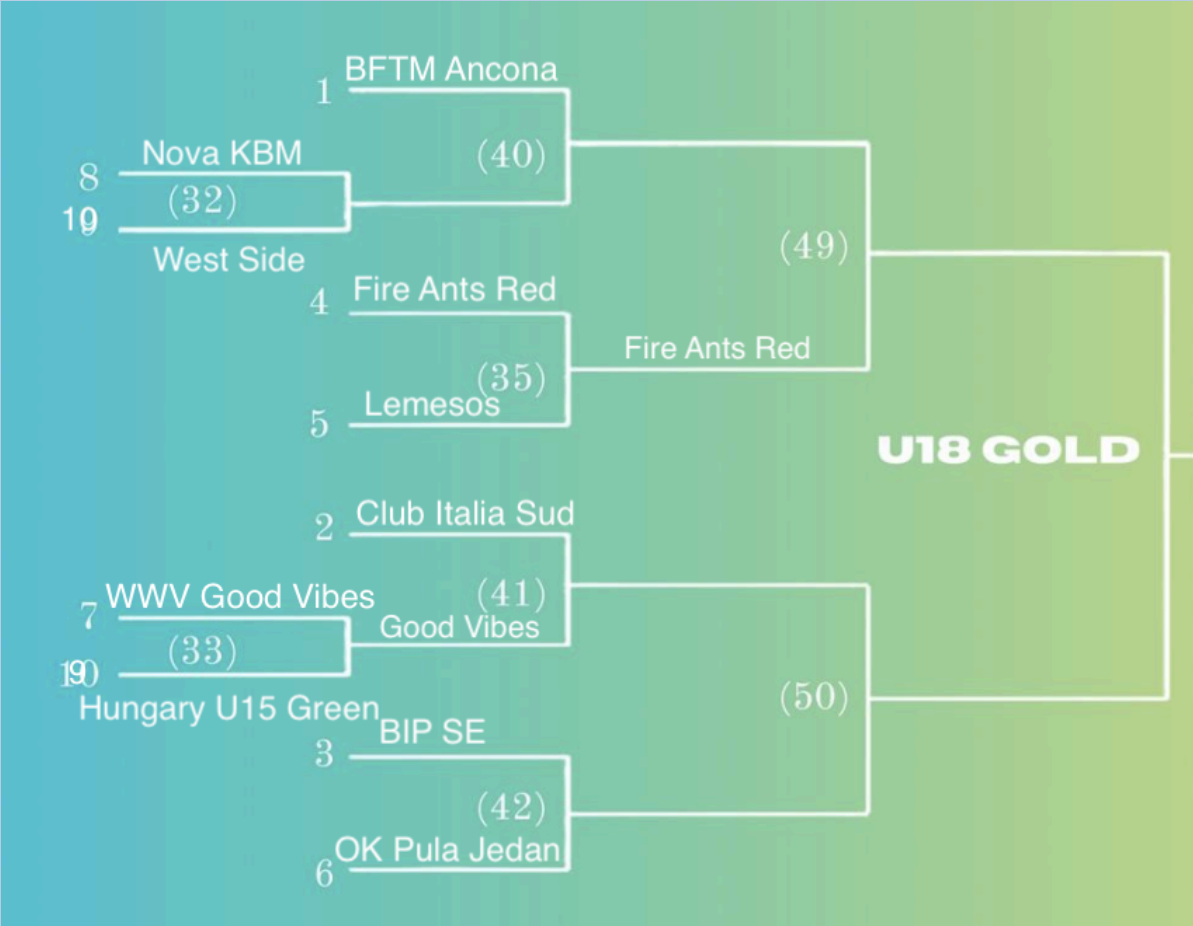 BFTM Ancona
1
(40)
Nova KBM
8
(32)
West Side
(49)
Fire Ants Red
4
Fire Ants Red
(35)
Lemesos
5
U18 GOLD
Club Italia Sud
2
WWV Good Vibes
(41)
7
Good Vibes
(33)
Hungary U15 Green
(50)
BIP SE
3
(42)
OK Pula Jedan
6